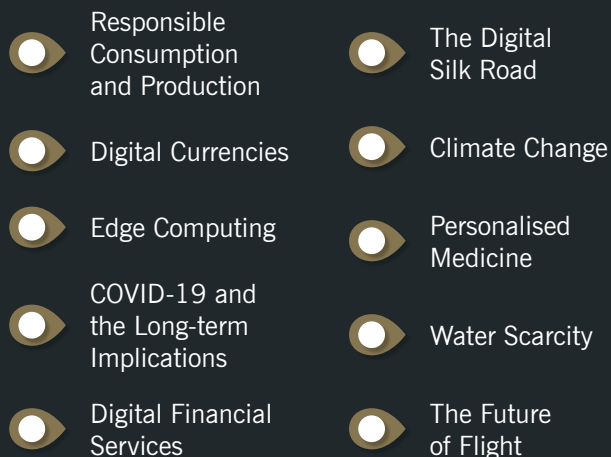 Responsible
Consumption
and Production
Digital Currencies
Edge Computing
COVID-19 and
the Long-term
Implications
Digital Financial
Services
The Digital
Silk Road
Climate Change
Personalised
Medicine
Water Scarcity
The Future
of Flight